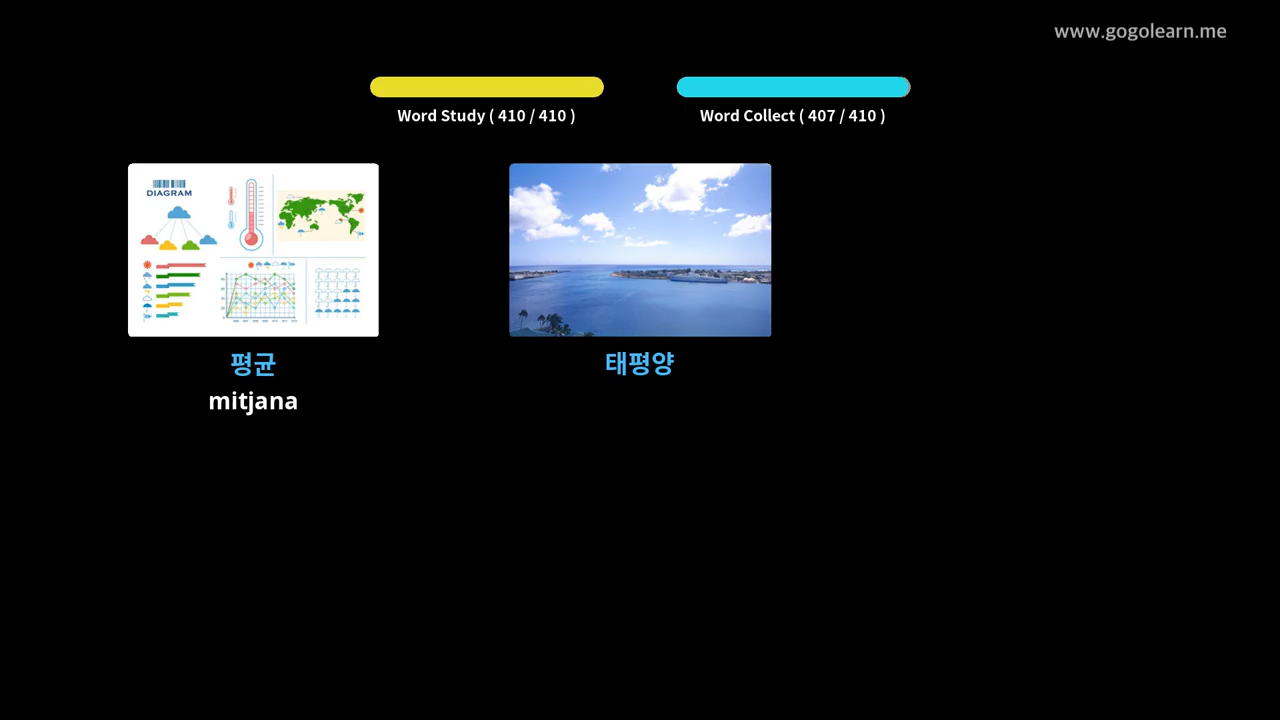 www.gogolearn.me
Word Study ( 410 / 410 )
Word Collect ( 407 / 410 )
DIAGRAM
평균
태평양
mitjana